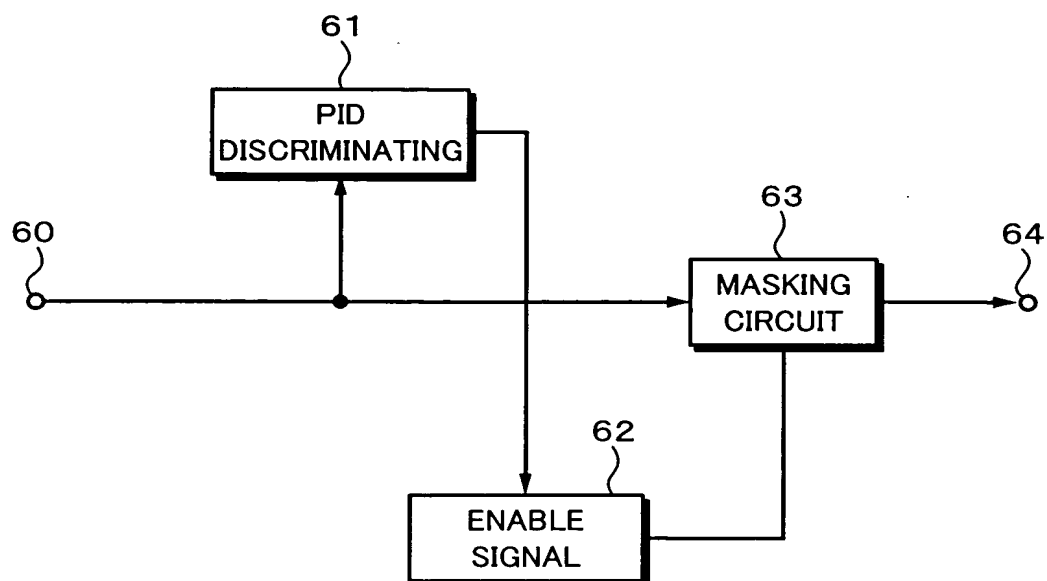 61
PID
DISCRIMINATING
60
63
64
MASKING
CIRCUIT
62
ENABLE
SIGNAL